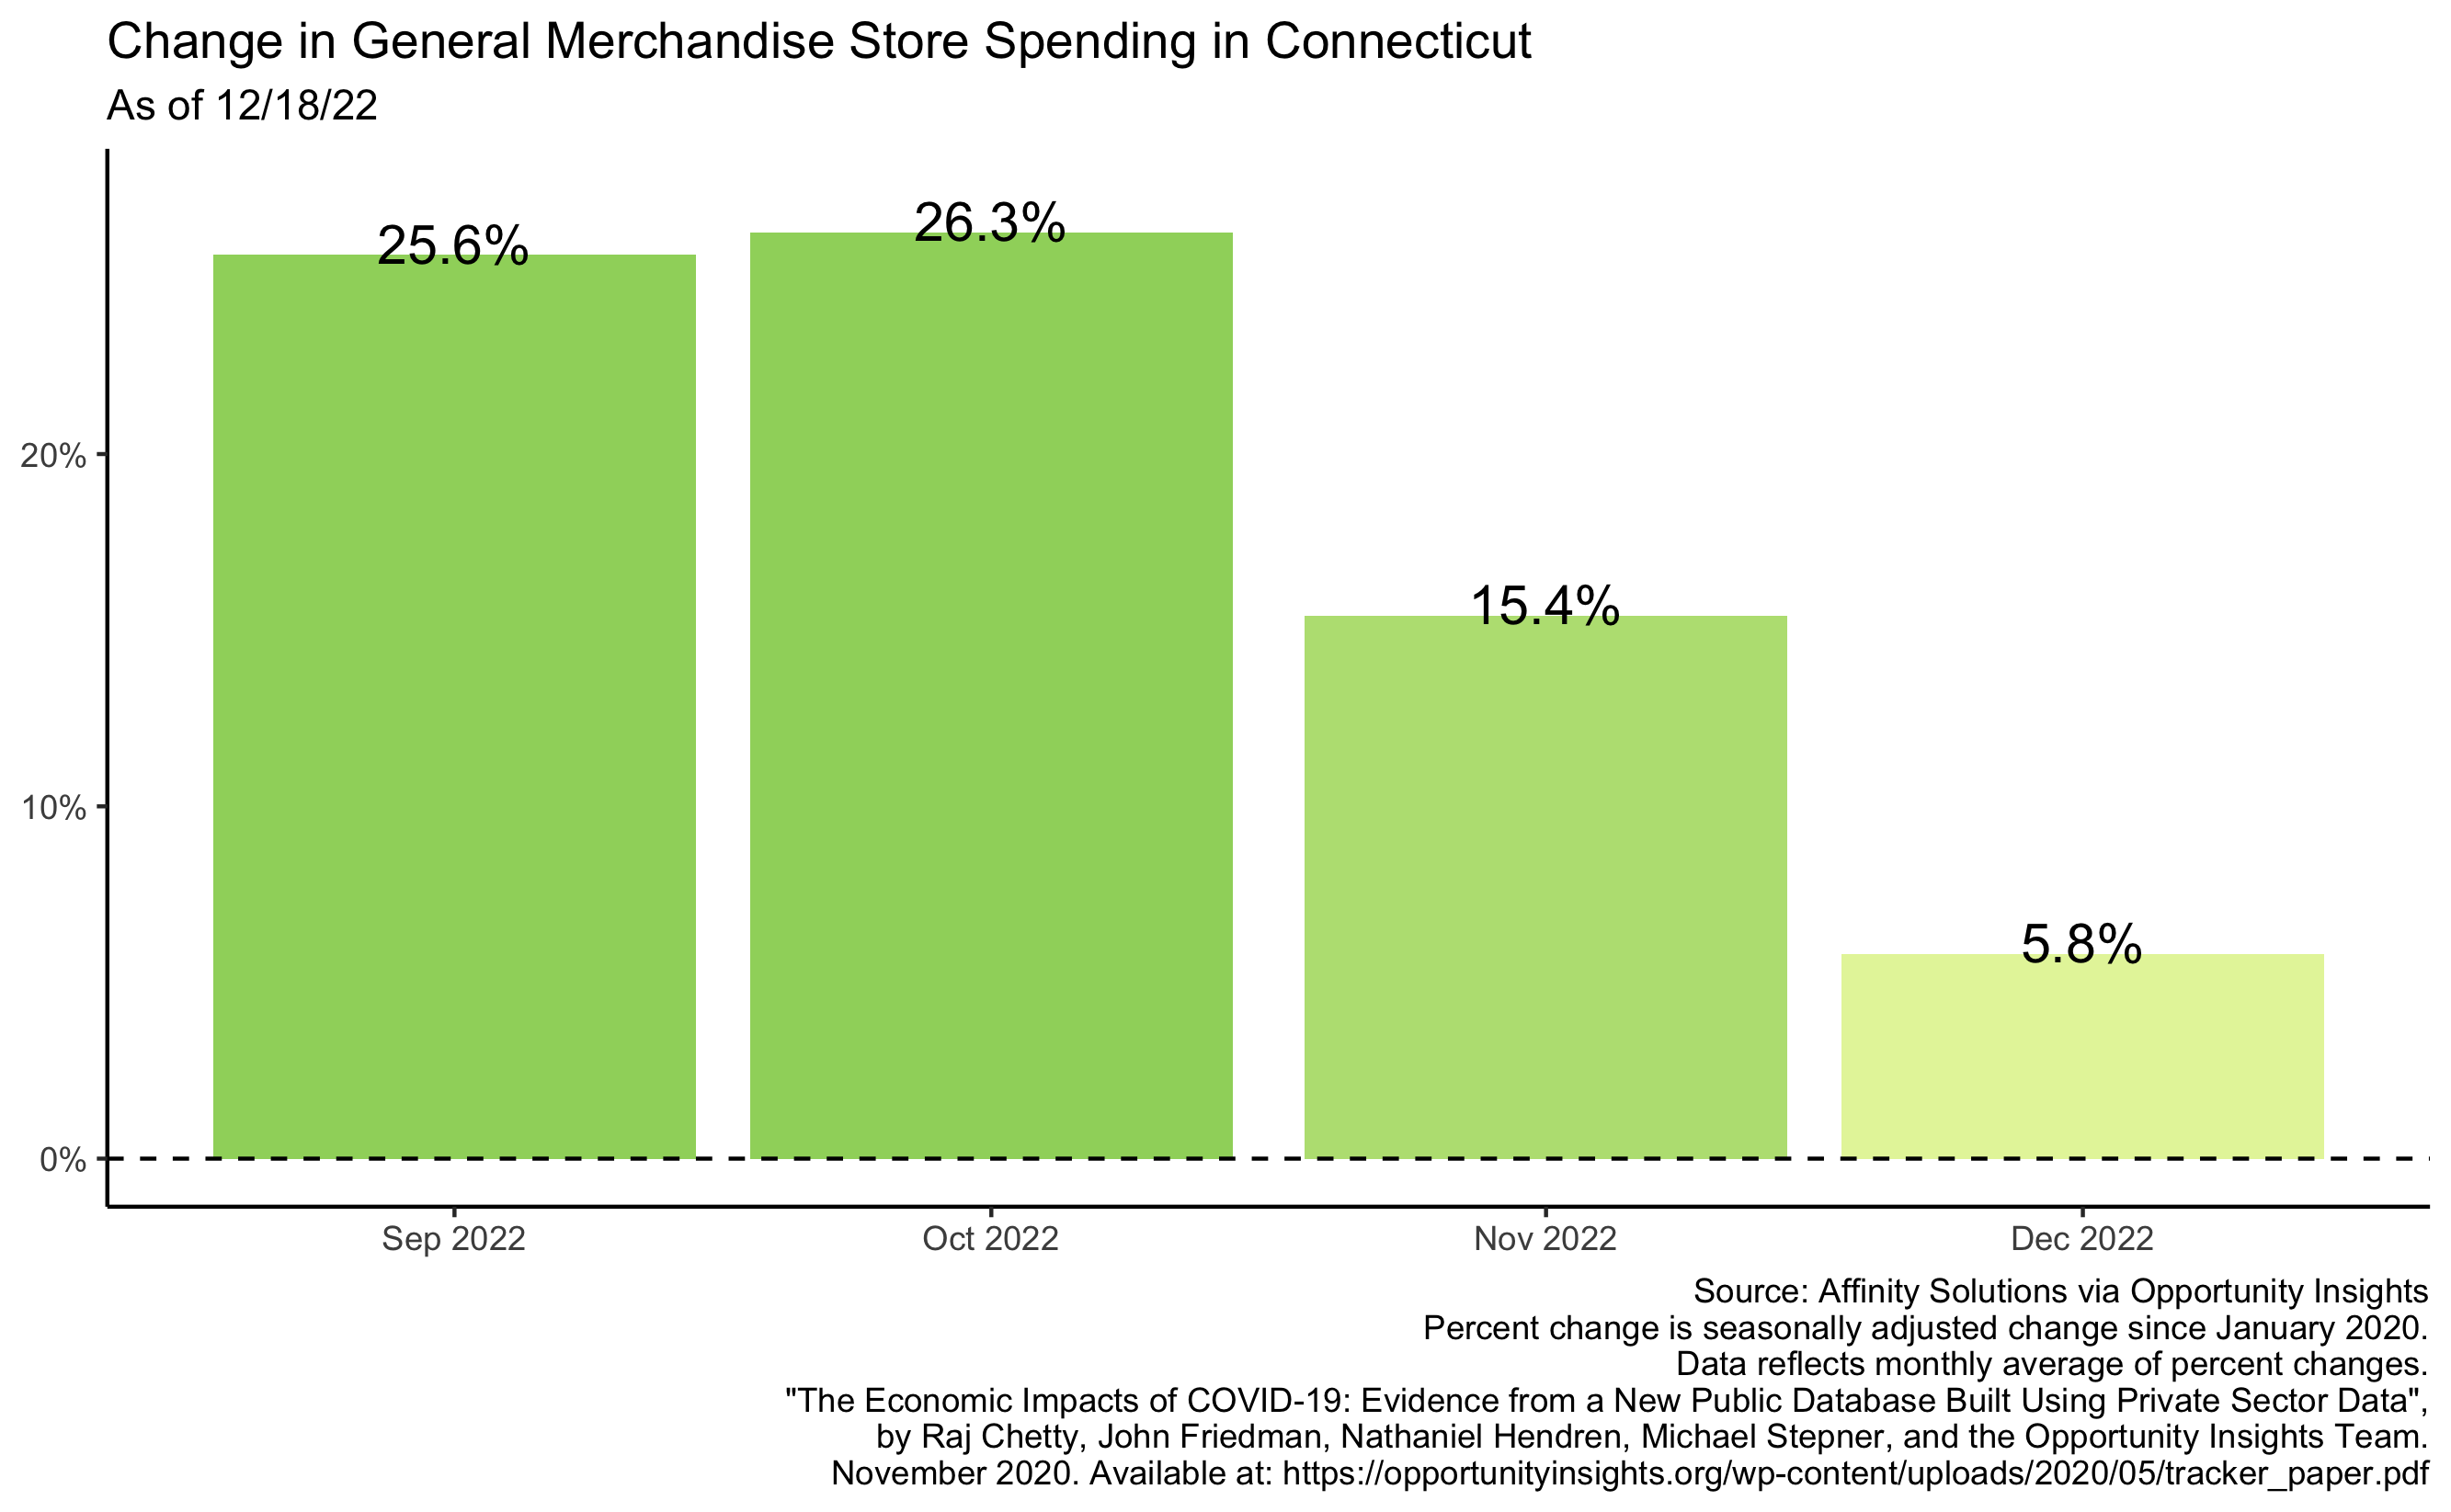 Change in General Merchandise Store Spending in Connecticut
As of 12/18/22
25.6%
26.3%
15.4%
5.8%
20%
10%
0%
Sep 2022
Oct 2022
Nov 2022
Dec 2022
Source: Affinity Solutions via Opportunity Insights
Percent change is seasonally adjusted change since January 2020.
Data reflects monthly average of percent changes.
"The Economic Impacts of COVID-19: Evidence from a New Public Database Built Using Private Sector Data",
by Raj Chetty, John Friedman, Nathaniel Hendren, Michael Stepner, and the Opportunity Insights Team.
November 2020. Available at: https://opportunityinsights.org/wp-content/uploads/2020/05/tracker_paper.pdf